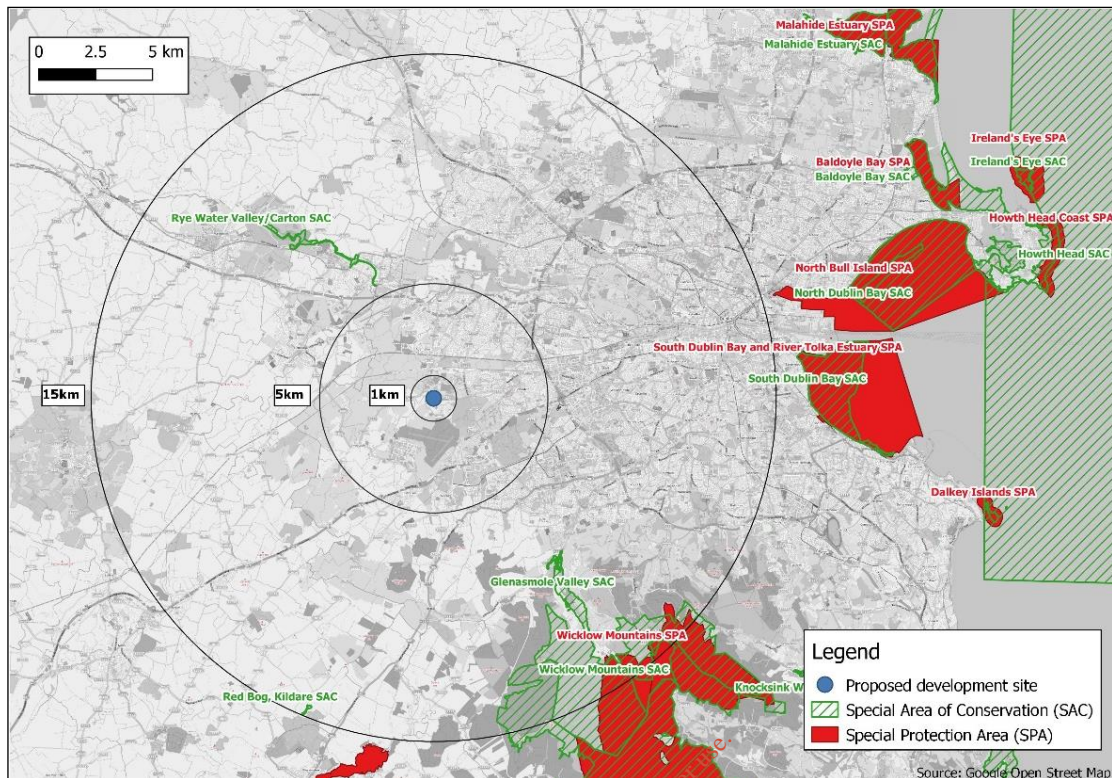 0 2.5 5 km
Malahide Estuary SPA
Malahide Estuary SAC
Ireland's Eye SPA
Baldoyle Bay SPA
Ireland's Eye SAC
Baldoyle Bay SAC
Rye Water Valley/Carton SAC
Howth Head Coast SPA
Howth Head SAC
North Bull Island SPA
North Dublin Bay SAC
South Dublin Bay and River Tolka Estuary SPA
South Dublin Bay SAC
15km
5km
1km
Dalkey Islands SPA
Glenasmole Valley SAC
Wicklow Mountains SPA
Wicklow Mountains SAC
Knocksink W
Red Bog, Kildare SAC
Legend
Proposed development site
Special Area of Conservation (SAC)
Special Protection Area (SPA)
Source: Google Open Street Map